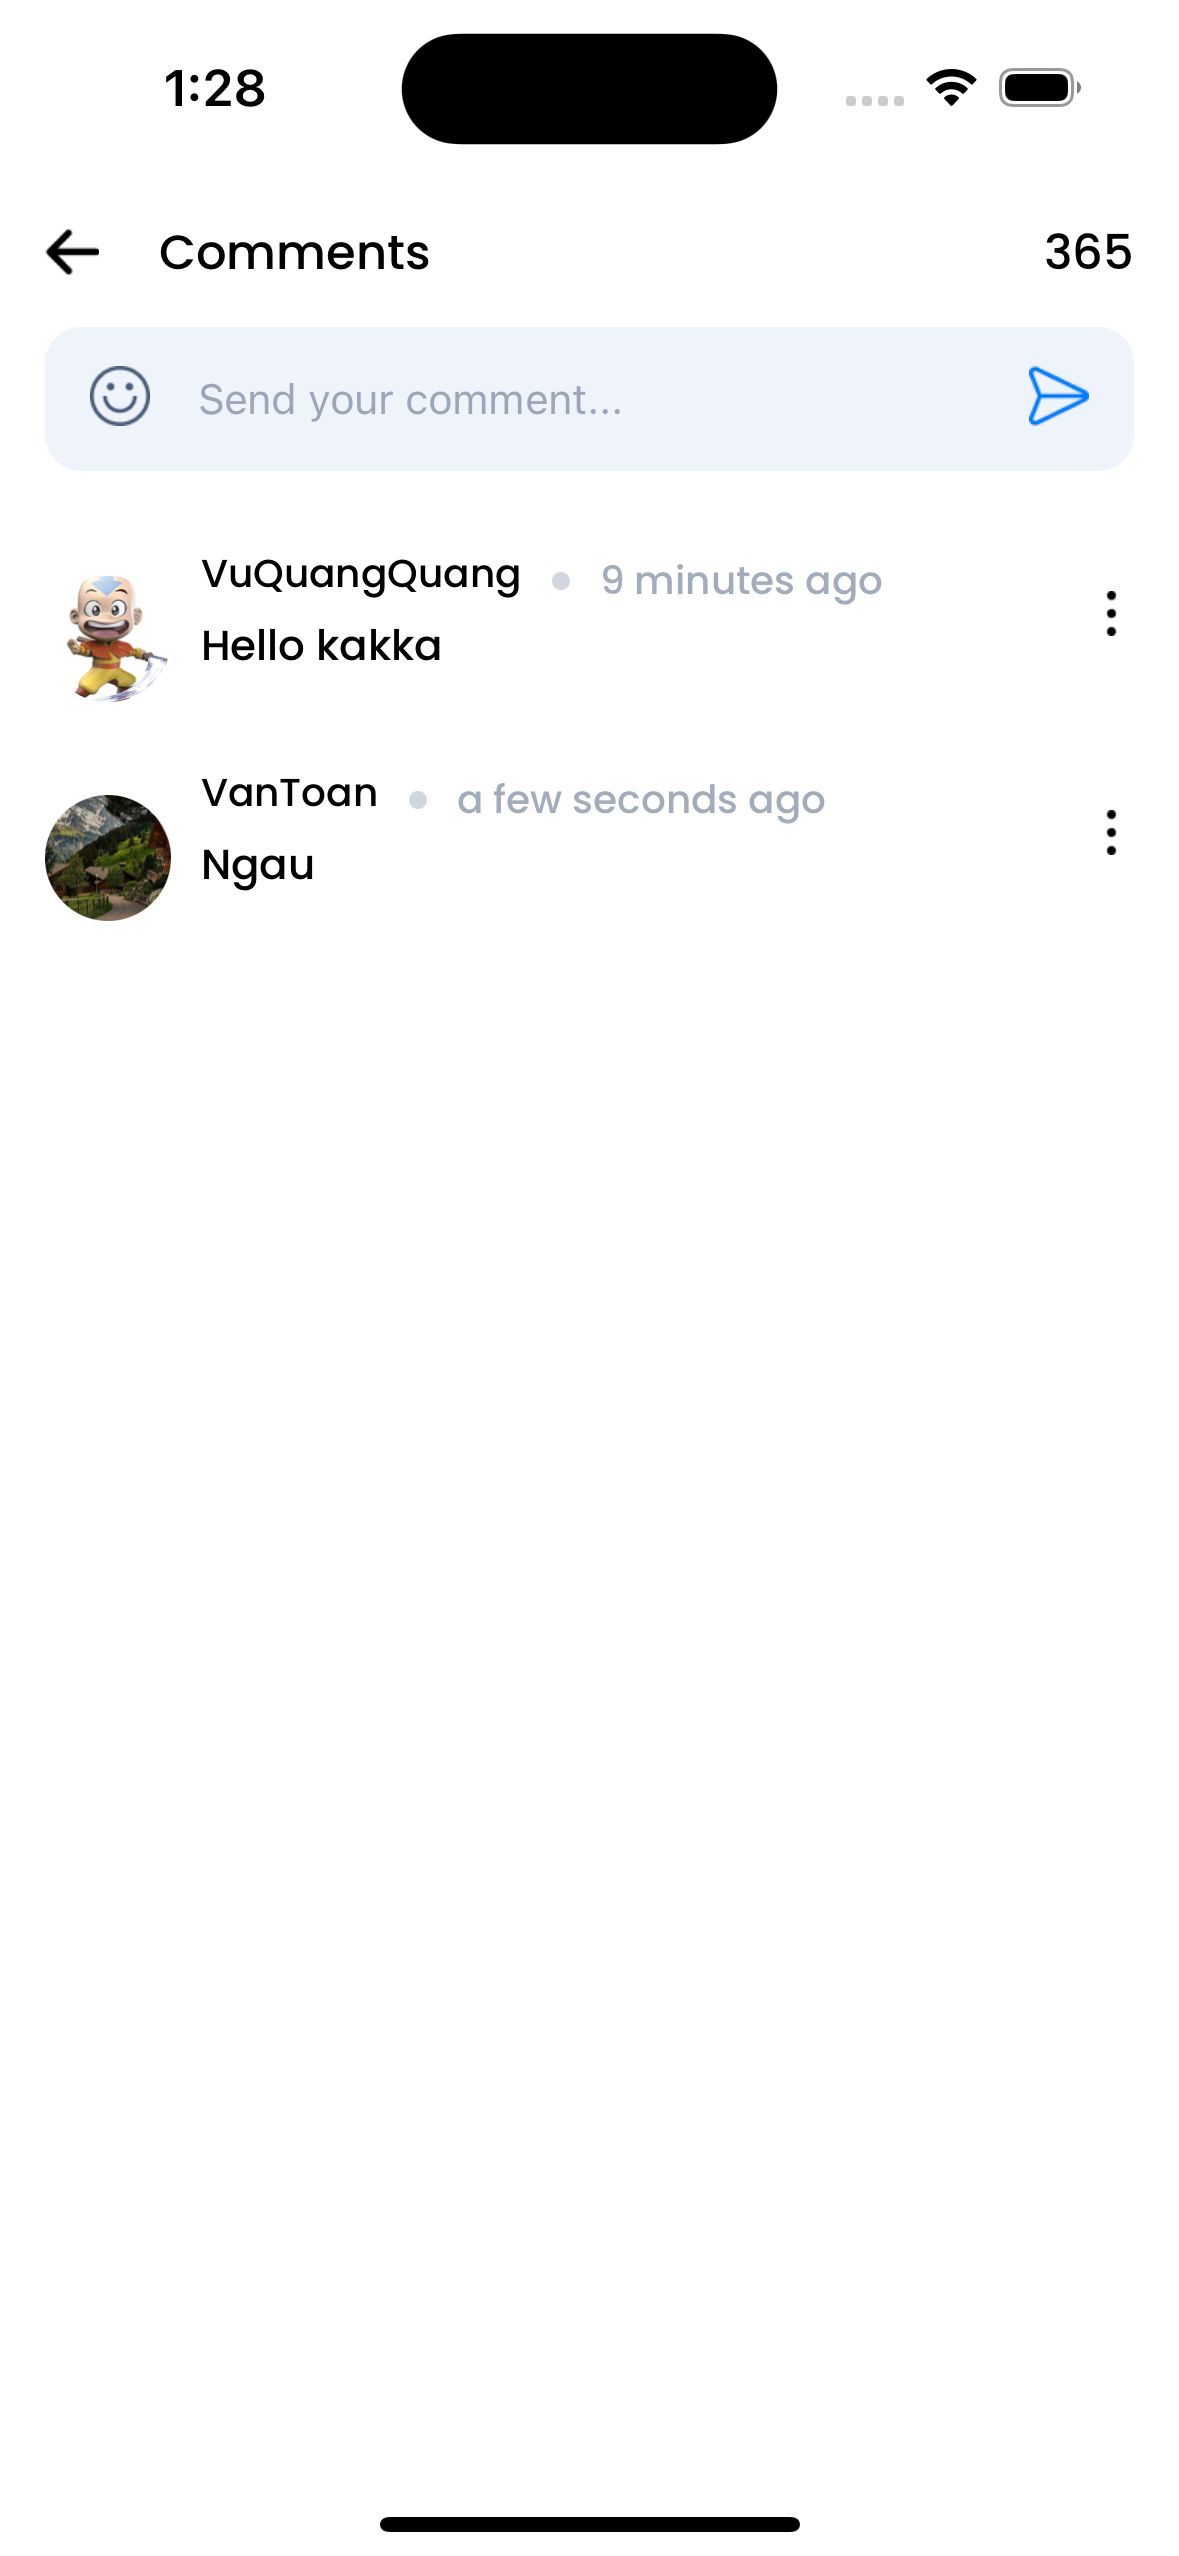 1:28
Comments 365
Send your comment...
VuQuangQuang 9 minutes ago
Hello kakka
VanToan a few seconds ago
Ngau